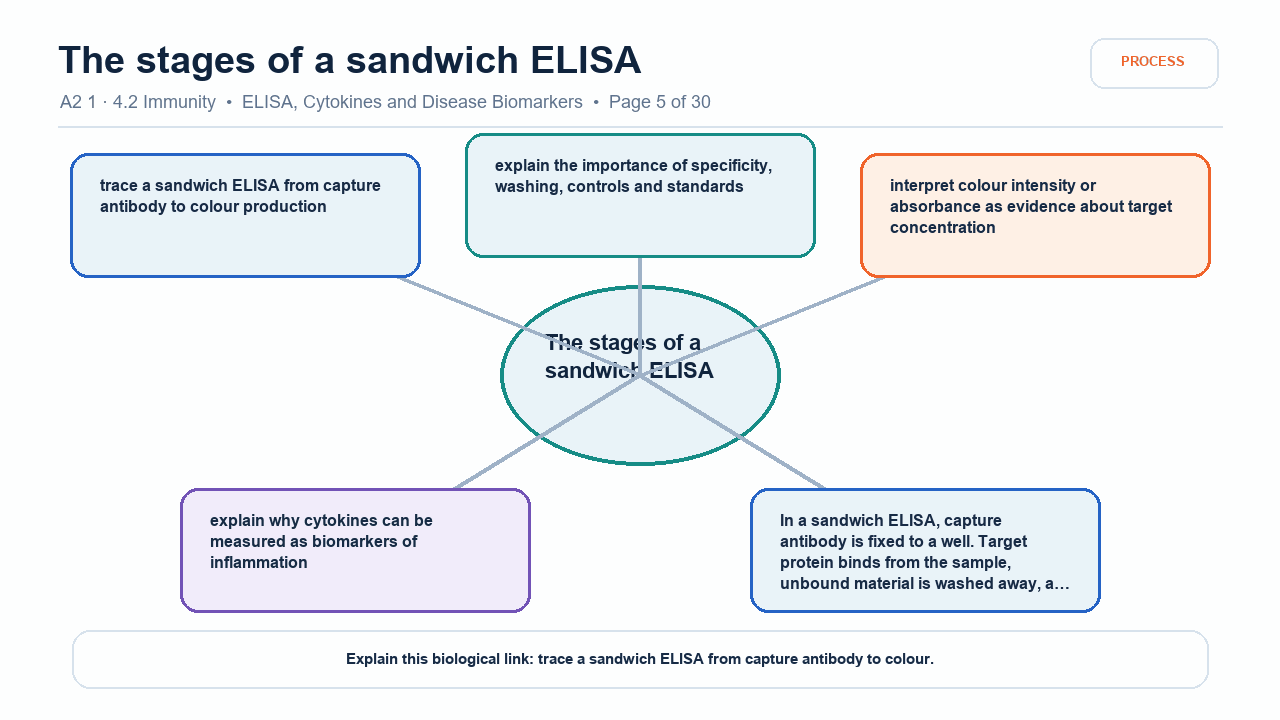 The stages of a sandwich ELISA
PROCESS
A2 1 · 4.2 Immunity • ELISA, Cytokines and Disease Biomarkers • Page 5 of 30
trace a sandwich ELISA from capture
antibody to colour production
explain the importance of specificity,
washing, controls and standards
interpret colour intensity or
absorbance as evidence about target
concentration
The stages of a
sandwich ELISA
explain why cytokines can be
measured as biomarkers of
inflammation
In a sandwich ELISA, capture
antibody is fixed to a well. Target
protein binds from the sample,
unbound material is washed away, a…
Explain this biological link: trace a sandwich ELISA from capture antibody to colour.